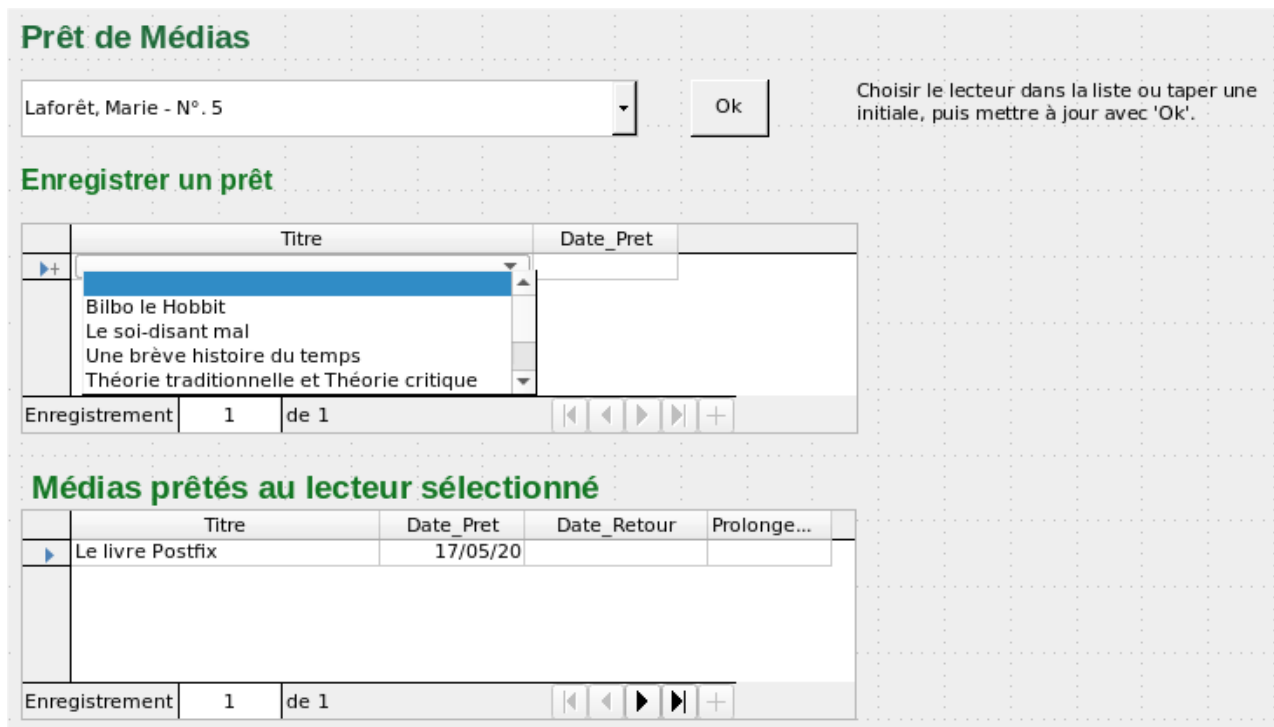 Prêt de Médias
Laforêt, Marie - N°. 5
Ok
Choisir le lecteur dans la liste ou taper une
initiale, puis mettre à jour avec 'Ok'.
Enregistrer un prêt
Titre Date_Pret
Bilbo le Hobbit
Le soi-disant mal
Une brève histoire du temps
Théorie traditionnelle et Théorie critique
Enregistrement 1 de 1
Médias prêtés au lecteur sélectionné
Titre Date_Pret Date_Retour Prolonge...
Le livre Postfix 17/05/20
Enregistrement 1 de 1